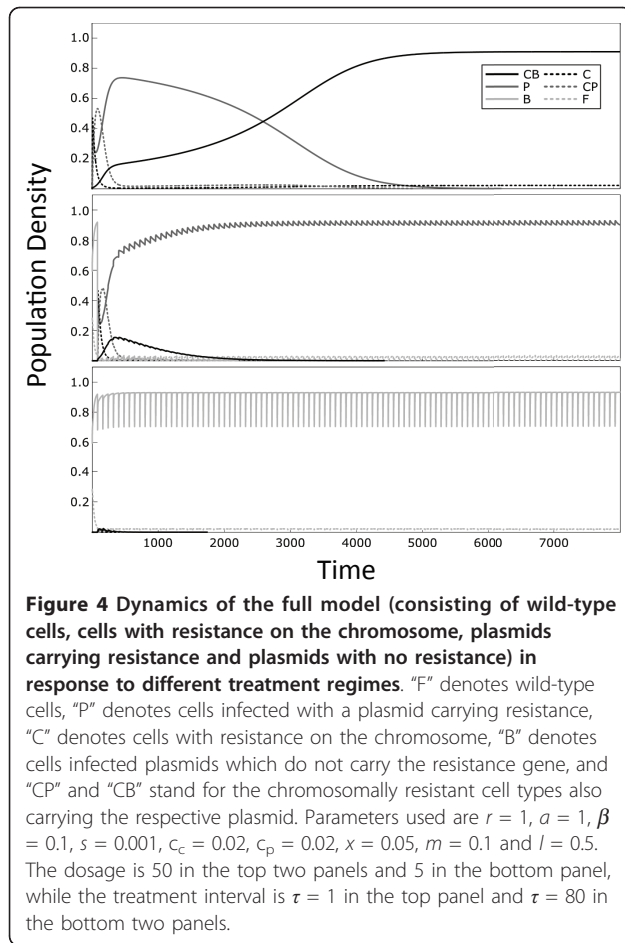 1.0
0.8
0.6
0.4
0.2
CB C
P CP
B F
1.0
0.8
0.6
0.4
0.2
1.0
0.8
0.6
0.4
0.2
Population Density
1000 2000 3000 4000 5000 6000 7000
Time
Figure 4 Dynamics of the full model (consisting of wild-type
cells, cells with resistance on the chromosome, plasmids
carrying resistance and plasmids with no resistance) in
response to different treatment regimes. "F" denotes wild-type
cells, "P" denotes cells infected with a plasmid carrying resistance,
"C" denotes cells with resistance on the chromosome, "B" denotes
cells infected plasmids which do not carry the resistance gene, and
"CP" and "CB" stand for the chromosomally resistant cell types also
carrying the respective plasmid. Parameters used are r = 1, a = 1, β
= 0.1, s = 0.001, cc = 0.02, cp = 0.02, x = 0.05, m = 0.1 and l = 0.5.
The dosage is 50 in the top two panels and 5 in the bottom panel,
while the treatment interval is τ = 1 in the top panel and τ = 80 in
the bottom two panels.